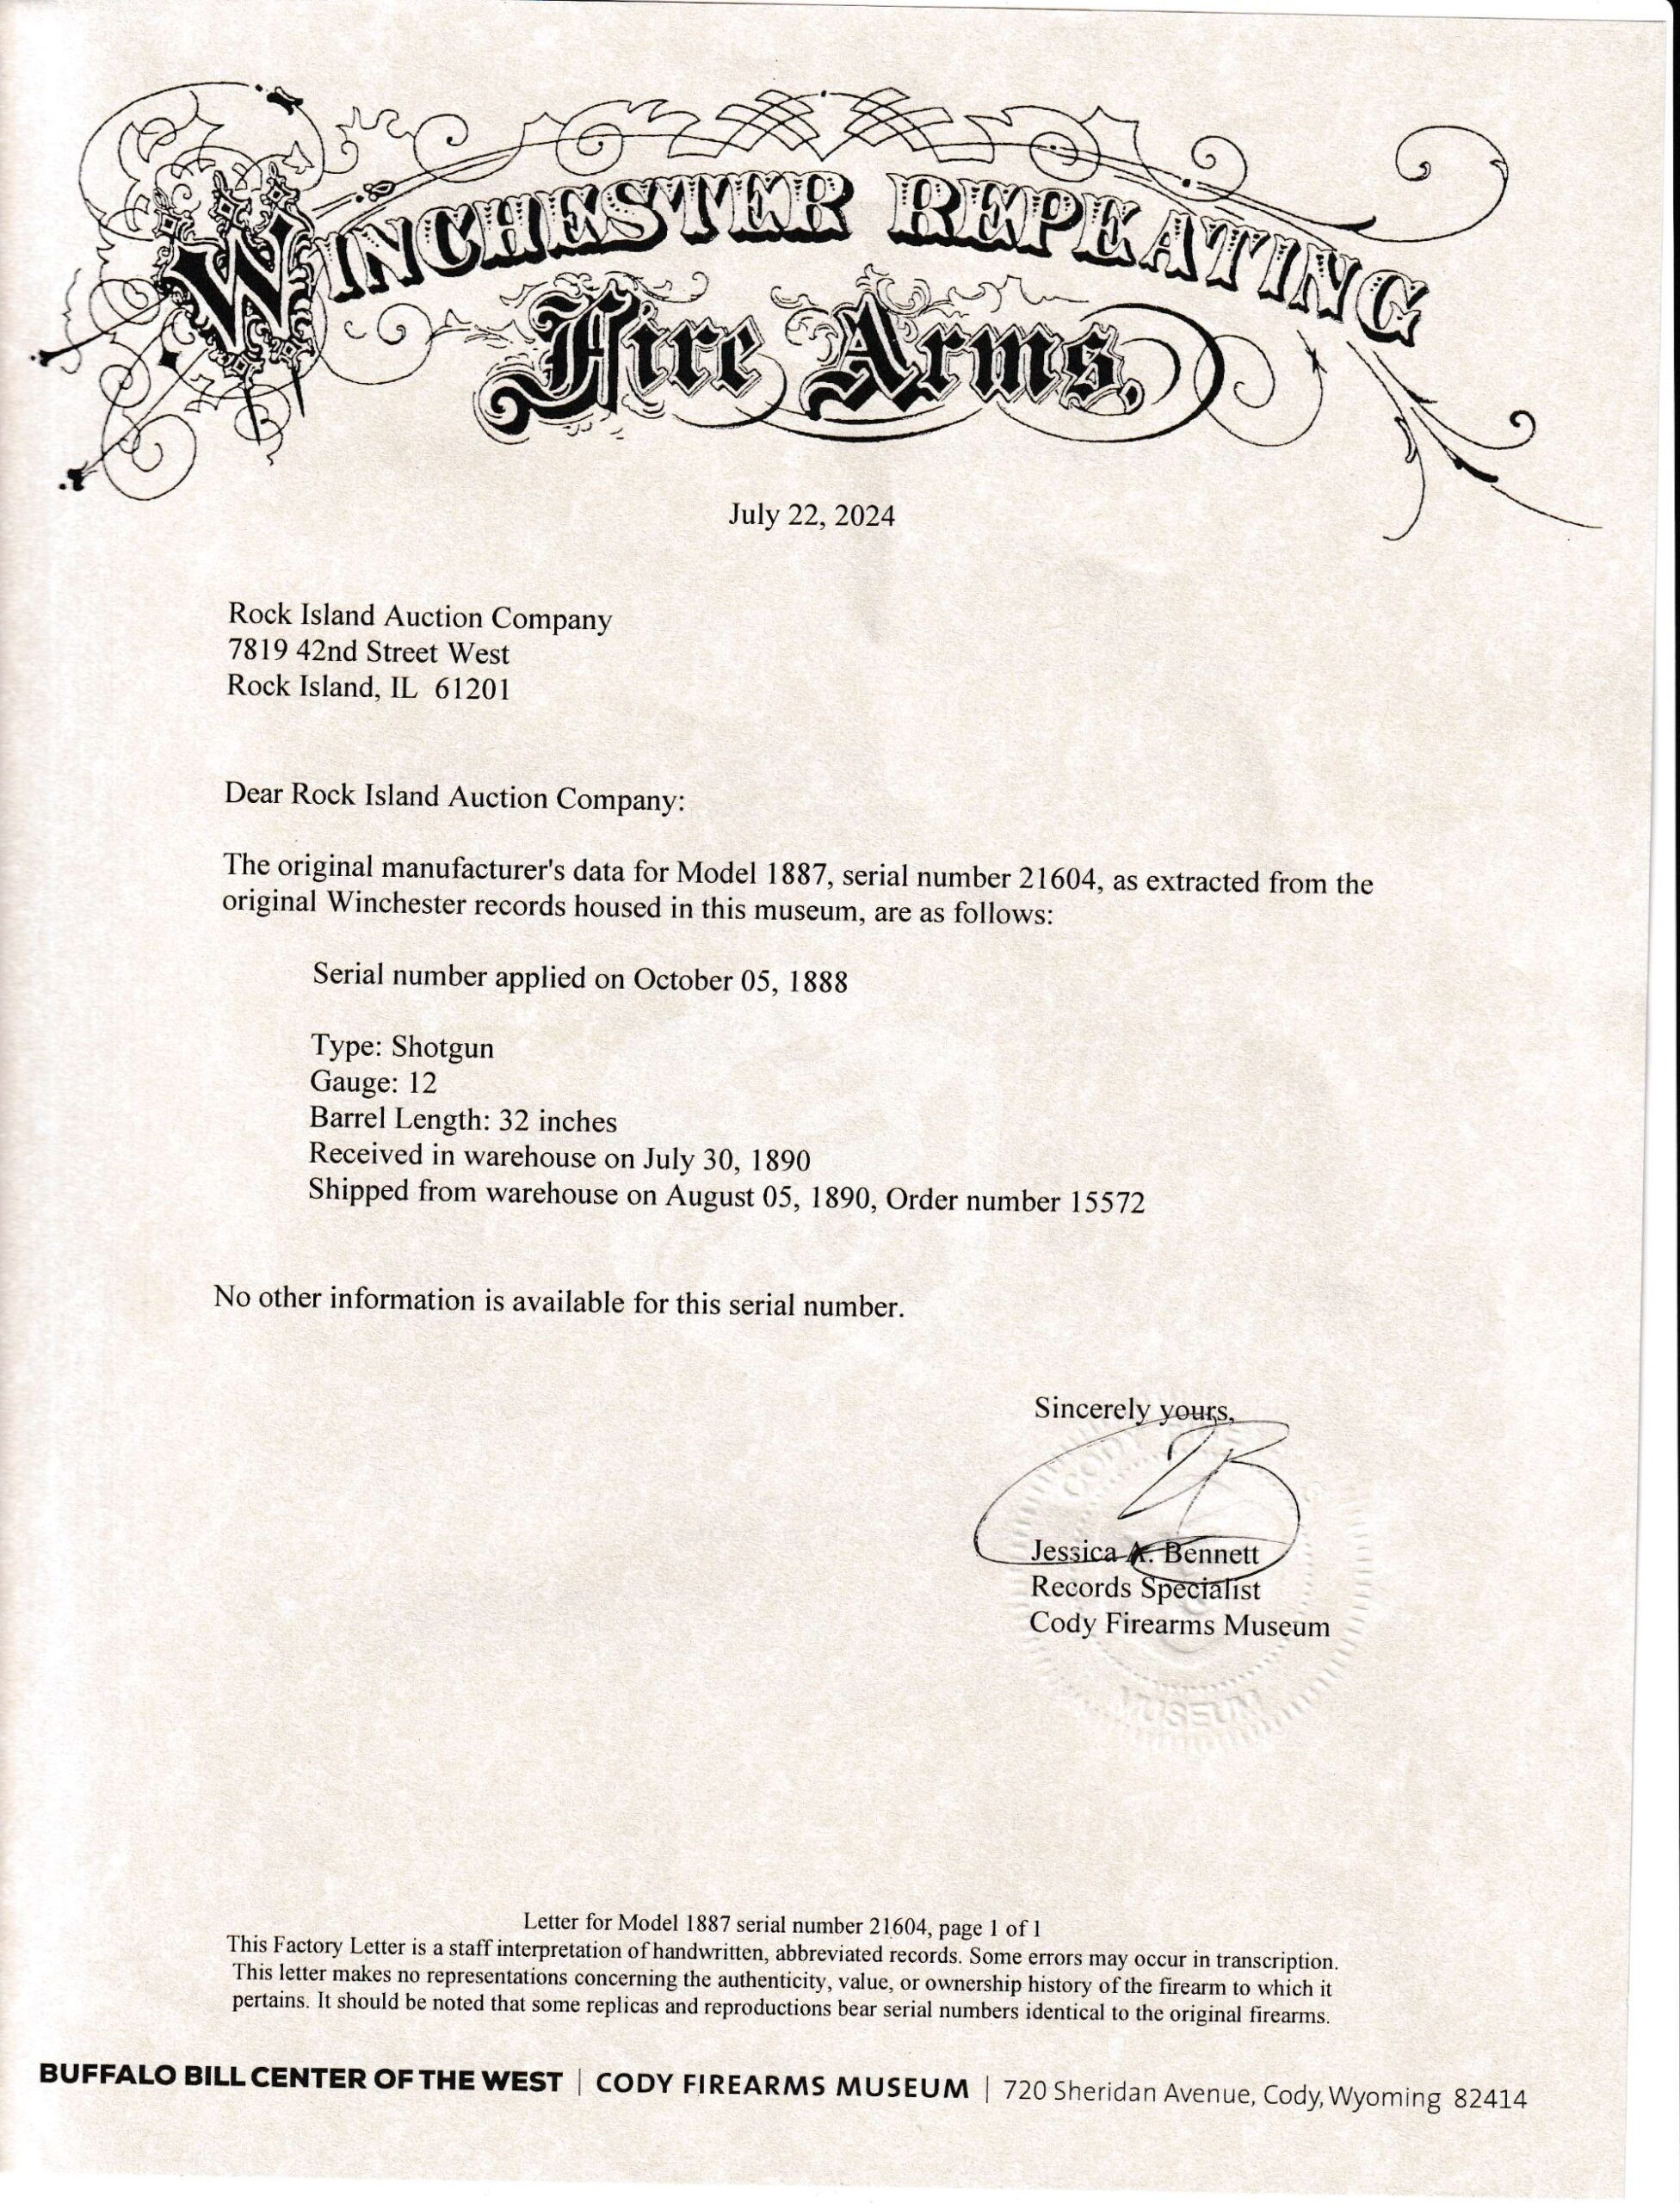 WINCHESTER REPEATING
Fire Arms.
July 22, 2024
Rock Island Auction Company
7819 42nd Street West
Rock Island, IL 61201
Dear Rock Island Auction Company:
The original manufacturer's data for Model 1887, serial number 21604, as extracted from the
original Winchester records housed in this museum, are as follows:
Serial number applied on October 05, 1888
Type: Shotgun
Gauge: 12
Barrel Length: 32 inches
Received in warehouse on July 30, 1890
Shipped from warehouse on August 05, 1890, Order number 15572
No other information is available for this serial number.
Sincerely yours,
CODY
Jessica A. Bennett
Records Specialist
Cody Firearms Museum
MUSEUM
Letter for Model 1887 serial number 21604, page 1 of 1
This Factory Letter is a staff interpretation of handwritten, abbreviated records. Some errors may occur in transcription.
This letter makes no representations concerning the authenticity, value, or ownership history of the firearm to which it
pertains. It should be noted that some replicas and reproductions bear serial numbers identical to the original firearms.
BUFFALO BILL CENTER OF THE WEST | CODY FIREARMS MUSEUM | 720 Sheridan Avenue, Cody, Wyoming 82414